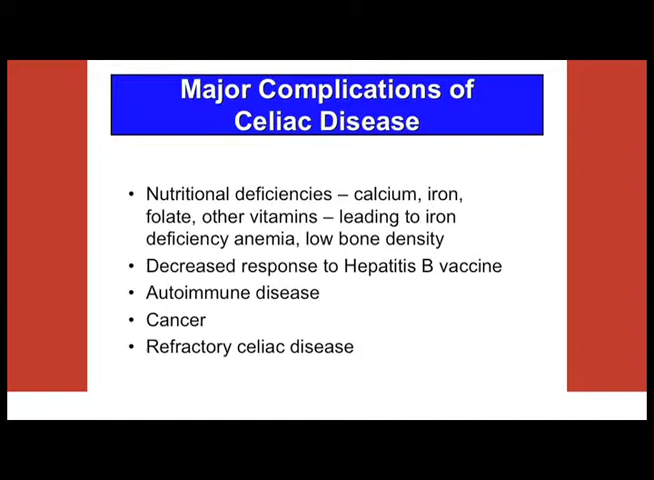 Major Complications of
Celiac Disease
• Nutritional deficiencies – calcium, iron,
folate, other vitamins – leading to iron
deficiency anemia, low bone density
• Decreased response to Hepatitis B vaccine
• Autoimmune disease
• Cancer
• Refractory celiac disease